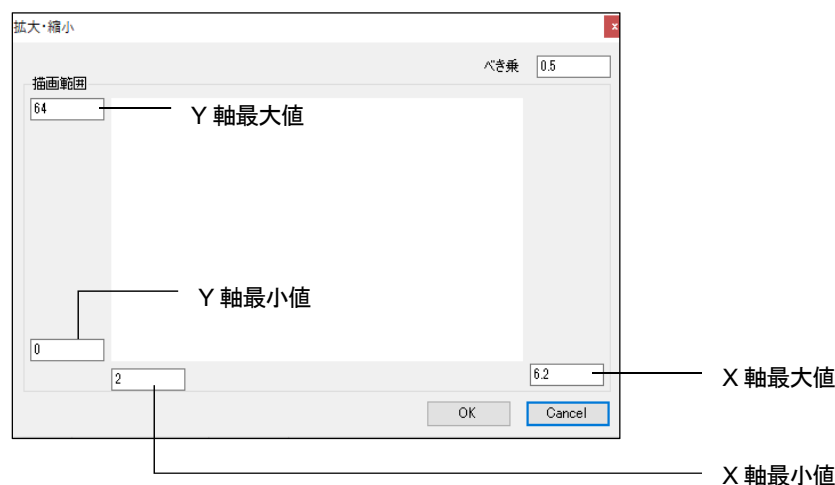 拡大・縮小
x
べき乗 0.5
描画範囲
64
Y 軸最大値
Y 軸最小値
0
2
6.2
X 軸最大値
OK Cancel
X 軸最小値